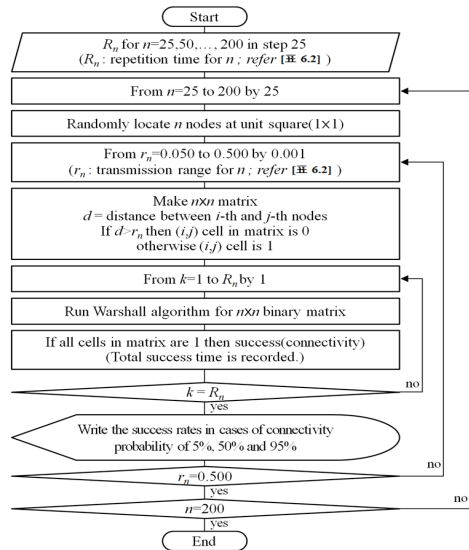 Start
Rn for n=25,50,…, 200 in step 25
(Rn : repetition time for n ; refer [표 6.2] )
From n=25 to 200 by 25
Randomly locate n nodes at unit square(1×1)
From rn=0.050 to 0.500 by 0.001
(rn : transmission range for n ; refer [표 6.2] )
Make n×n matrix
d = distance between i-th and j-th nodes
If d>rn then (i,j) cell in matrix is 0
otherwise (i,j) cell is 1
From k=1 to Rn by 1
Run Warshall algorithm for n×n binary matrix
If all cells in matrix are 1 then success(connectivity)
(Total success time is recorded.)
no
k = Rn
yes
Write the success rates in cases of connectivity
probability of 5%, 50% and 95%
no
rn=0.500
yes
no
n=200
yes
End